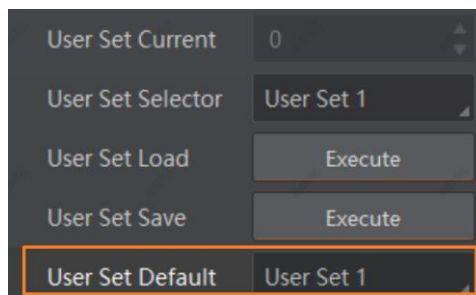 User Set Current 0
User Set Selector User Set 1
User Set Load Execute
User Set Save Execute
User Set Default User Set 1